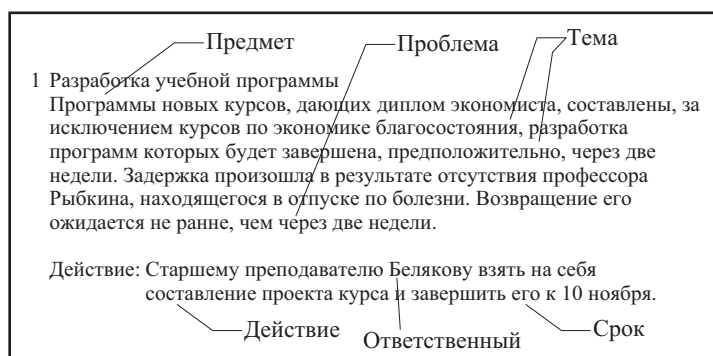 Предмет Проблема Тема
1 Разработка учебной программы
Программы новых курсов, дающих диплом экономиста, составлены, за
исключением курсов по экономике благосостояния, разработка
программ которых будет завершена, предположительно, через две
недели. Задержка произошла в результате отсутствия профессора
Рыбкина, находящегося в отпуске по болезни. Возвращение его
ожидается не ранне, чем через две недели.
Действие: Старшему преподавателю Белякову взять на себя
составление проекта курса и завершить его к 10 ноября.
Действие Ответственный Срок